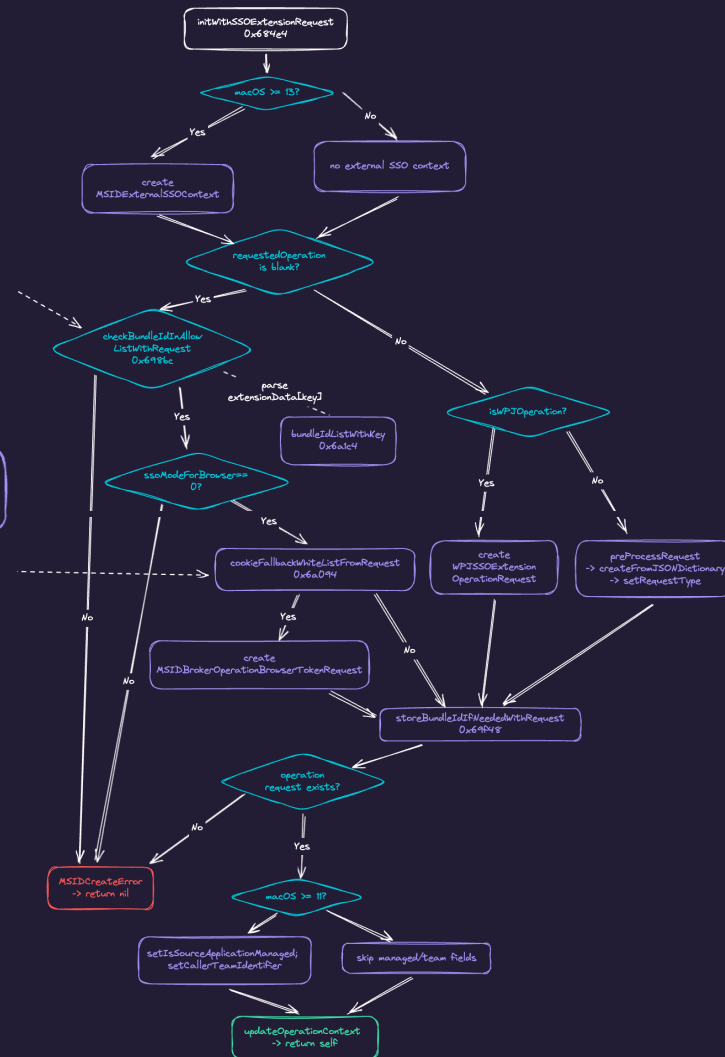 initWithSSOExtensionRequest
0x684e4
macOS >= 13?
Yes
No
create
MSIDExternalSSOContext
no external SSO context
requestedOperation
is blank?
Yes
No
checkBundleIdInAllow
ListWithRequest
0x698bc
parse
extensionData[key]
bundleIdListWithKey
0x6a1c4
isWPJOperation?
Yes
ssoModeForBrowser==
0?
Yes
No
Yes
No
cookieFallbackWhiteListFromRequest
0x6a094
create
WPJSSOExtension
OperationRequest
preProcessRequest
-> createFromJSONDictionary
-> setRequestType
No
Yes
No
create
MSIDBrokerOperationBrowserTokenRequest
storeBundleIdIfNeededWithRequest
0x69f48
operation
request exists?
No
Yes
MSIDCreateError
-> return nil
macOS >= 11?
setIsSourceApplicationManaged;
setCallerTeamIdentifier
skip managed/team fields
updateOperationContext
-> return self